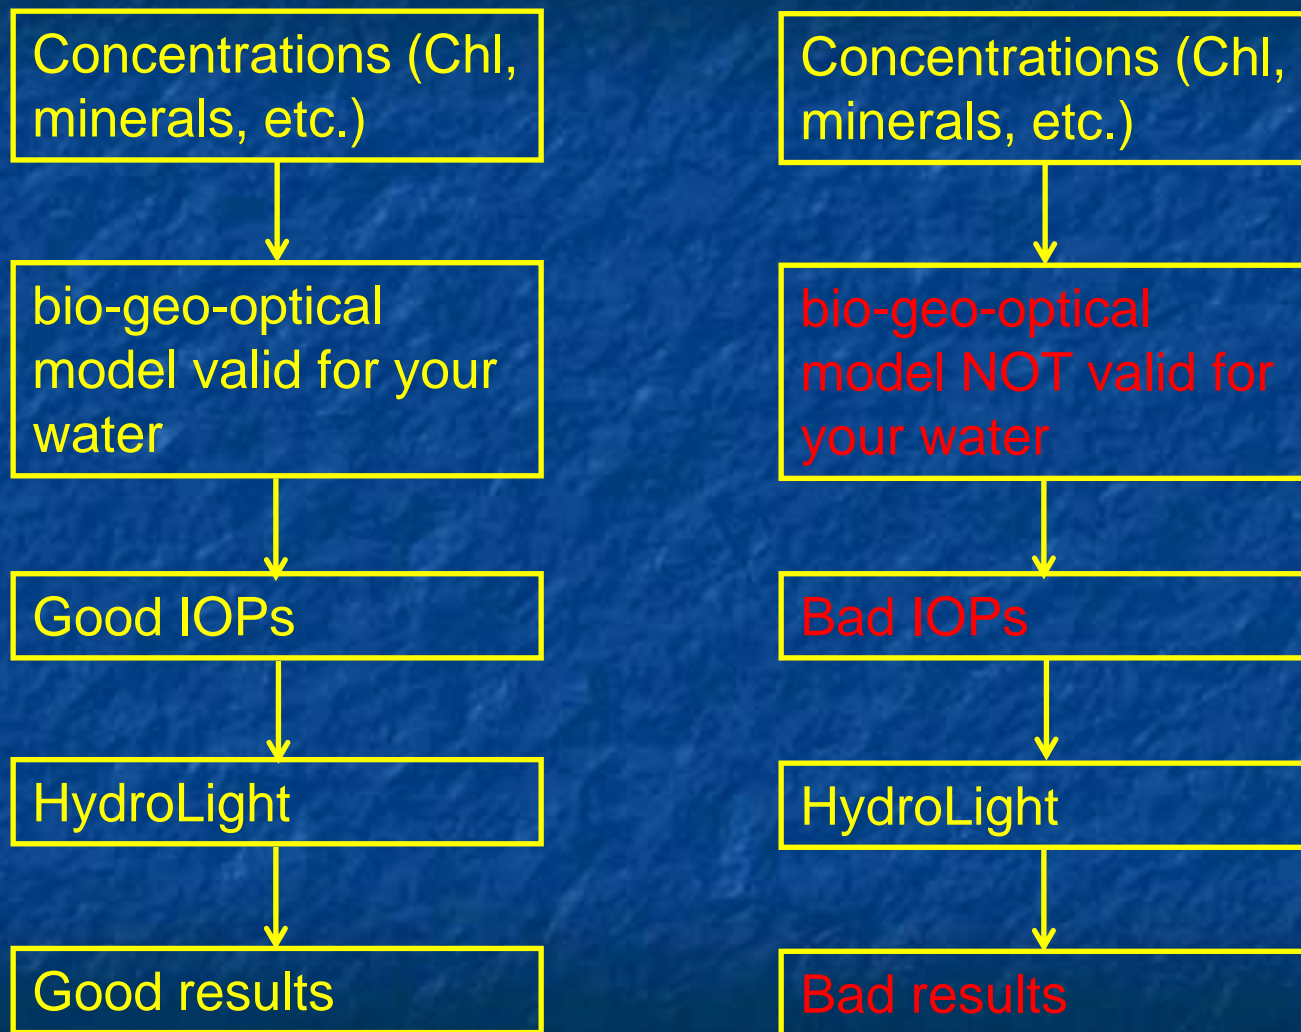 Concentrations (Chl,
minerals, etc.)
bio-geo-optical
model valid for your
water
Good IOPs
HydroLight
Good results
Concentrations (Chl,
minerals, etc.)
bio-geo-optical
model NOT valid for
your water
Bad IOPs
HydroLight
Bad results